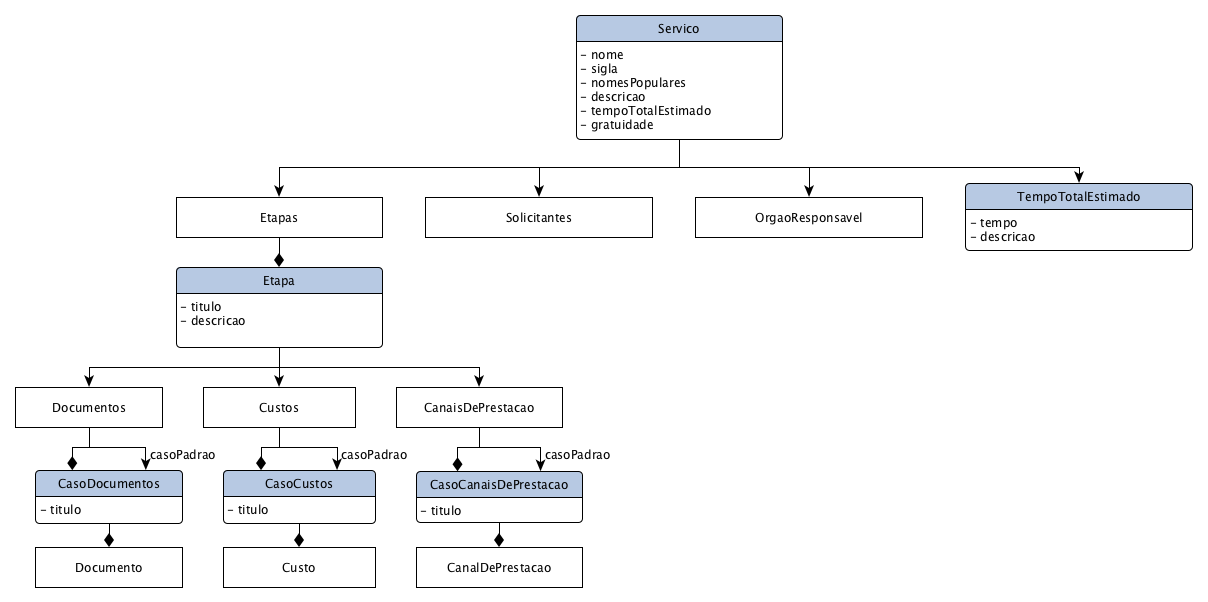 Servico
– nome
– sigla
– nomesPopulares
– descricao
– tempoTotalEstimado
– gratuidade
Etapas
Solicitantes
OrgaoResponsavel
TempoTotalEstimado
– tempo
– descricao
Etapa
– titulo
– descricao
Documentos
Custos
CanaisDePrestacao
casoPadrao
casoPadrao
casoPadrao
CasoDocumentos
– titulo
CasoCustos
– titulo
CasoCanaisDePrestacao
– titulo
Documento
Custo
CanalDePrestacao